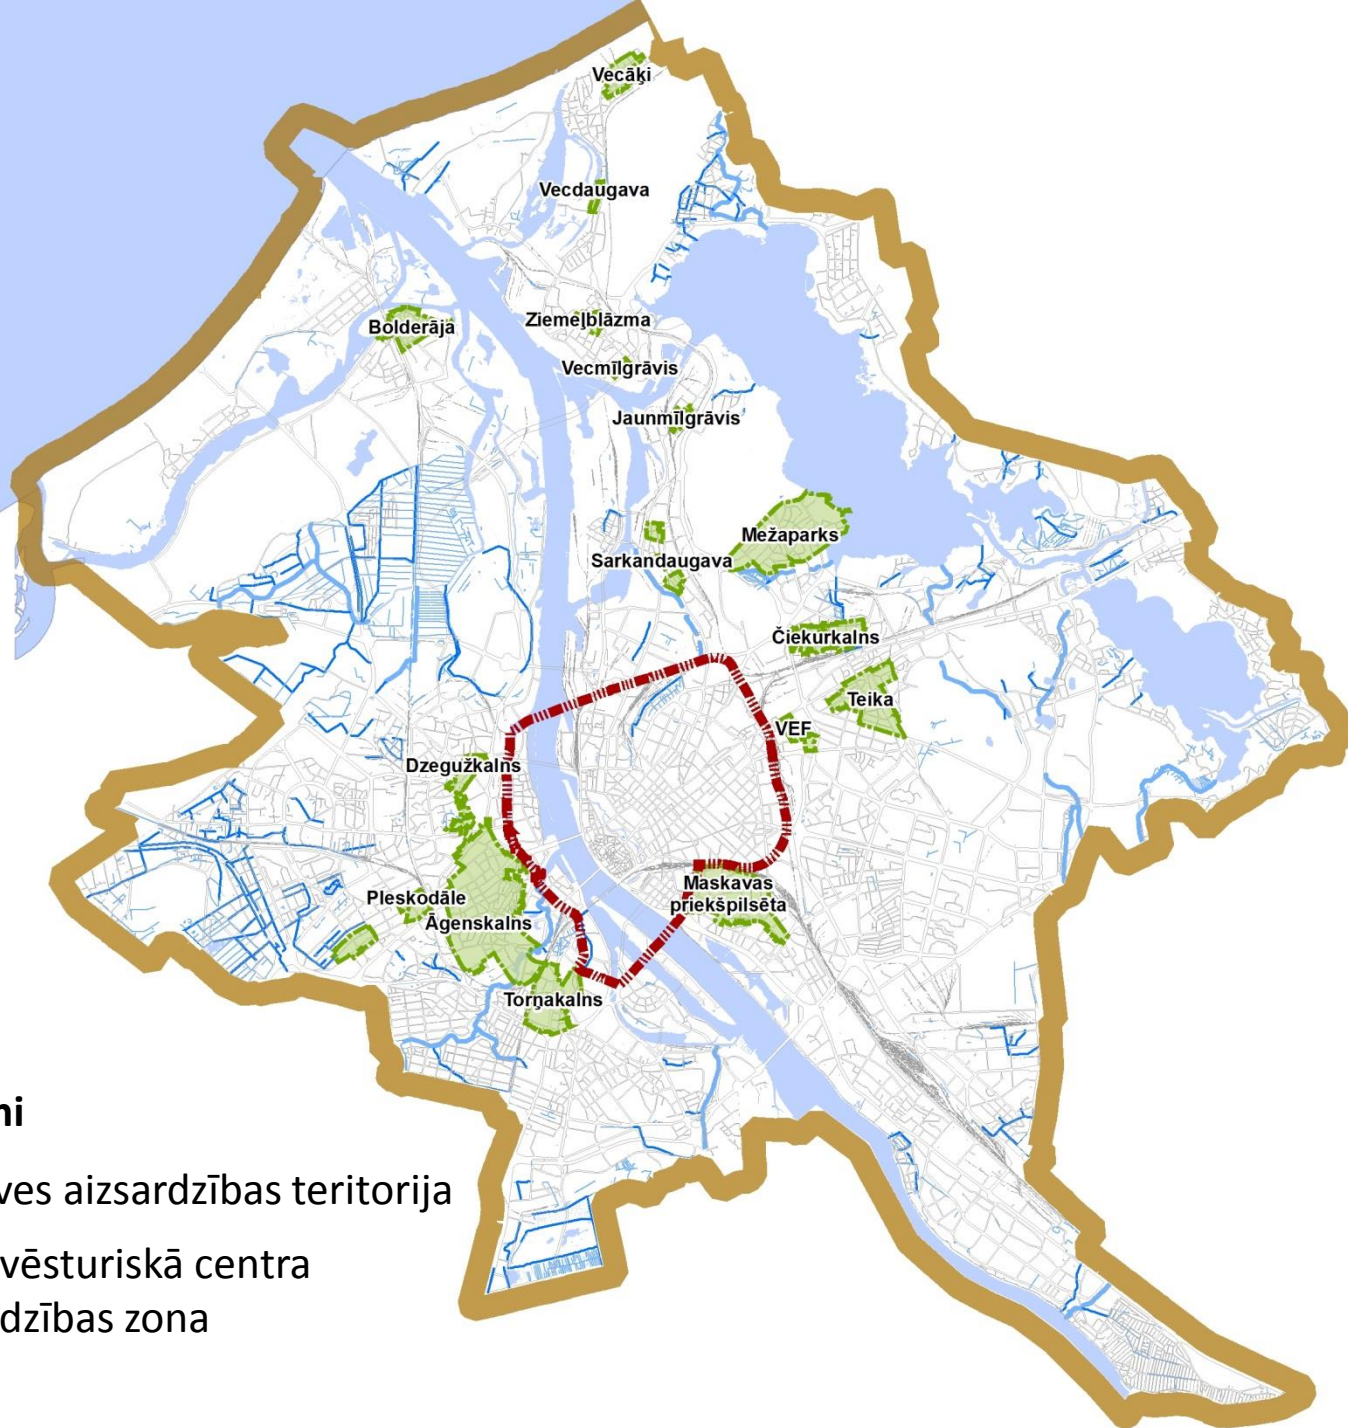 Vecāķi
Vecdaugava
Bolderāja
Ziemeļblāzma
Vecmīlgrāvis
Jaunmīlgrāvis
Mežaparks
Sarkandaugava
Čiekurkalns
Teika
VEF
Dzegužkalns
Maskavas
priekšpilsēta
Pleskodāle
Āgenskalns
Torņakalns
ni
ves aizsardzības teritorija
vēsturiskā centra
dzības zona